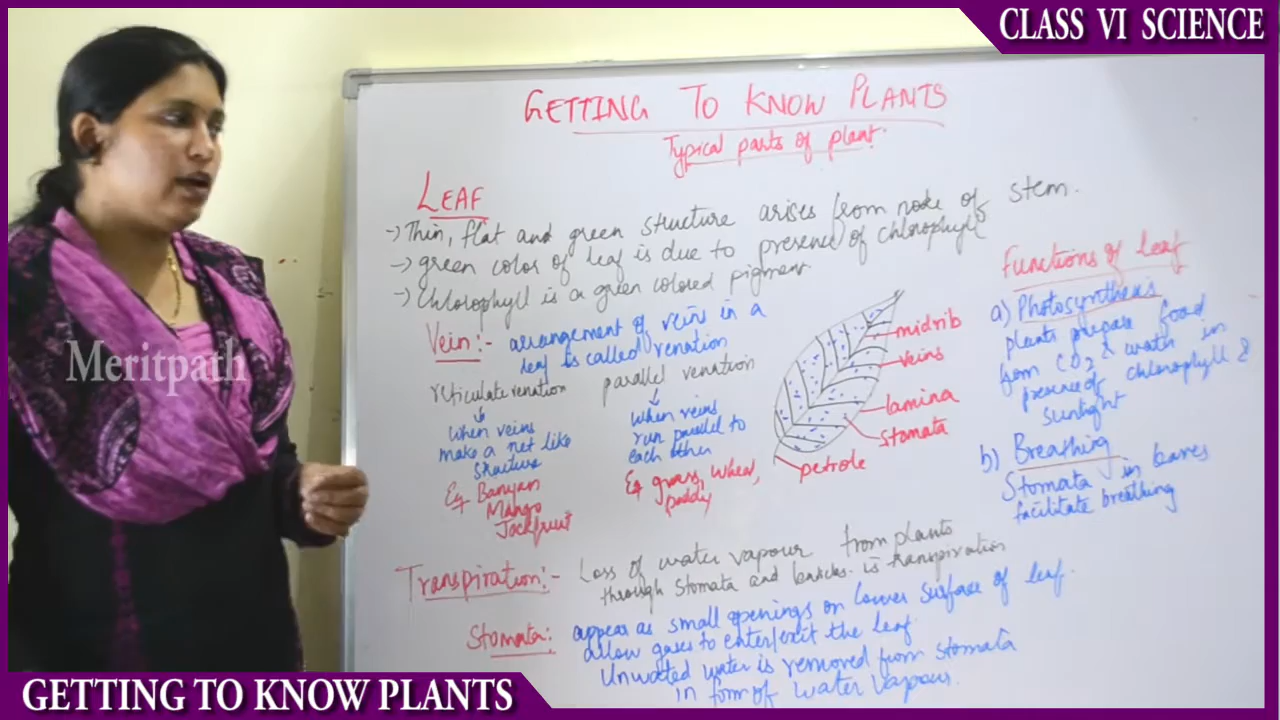 CLASS VI SCIENCE
GETTING TO KNOW PLANTS
Typical parts of plant.
LEAF
-> Thin, flat and green structure arises from node of stem.
-> green color of leaf is due to presence of chlorophyll
-> Chlorophyll is a green colored pigment
Vein:- arrangement of veins in a
leaf is called venation
reticulate venation
↓
when veins
make a net like
structure
Eg Banyan
Mango
Jackfruit
parallel venation
↓
when veins
run parallel to
each other
Eg grass, wheat,
paddy
midrib
veins
lamina
stomata
petiole
Functions of leaf
a) Photosynthesis
plants prepare food
from CO2 & water in
presence of chlorophyll &
sunlight
b) Breathing
Stomata in leaves
facilitate breathing
Transpiration:- Loss of water vapour from plants
through stomata and is transpiration
Stomata: appear as small openings on lower surface of leaf.
allow gases to enter/exit the leaf.
Unwanted water is removed from stomata
in form of water vapour.
Meritpath
GETTING TO KNOW PLANTS